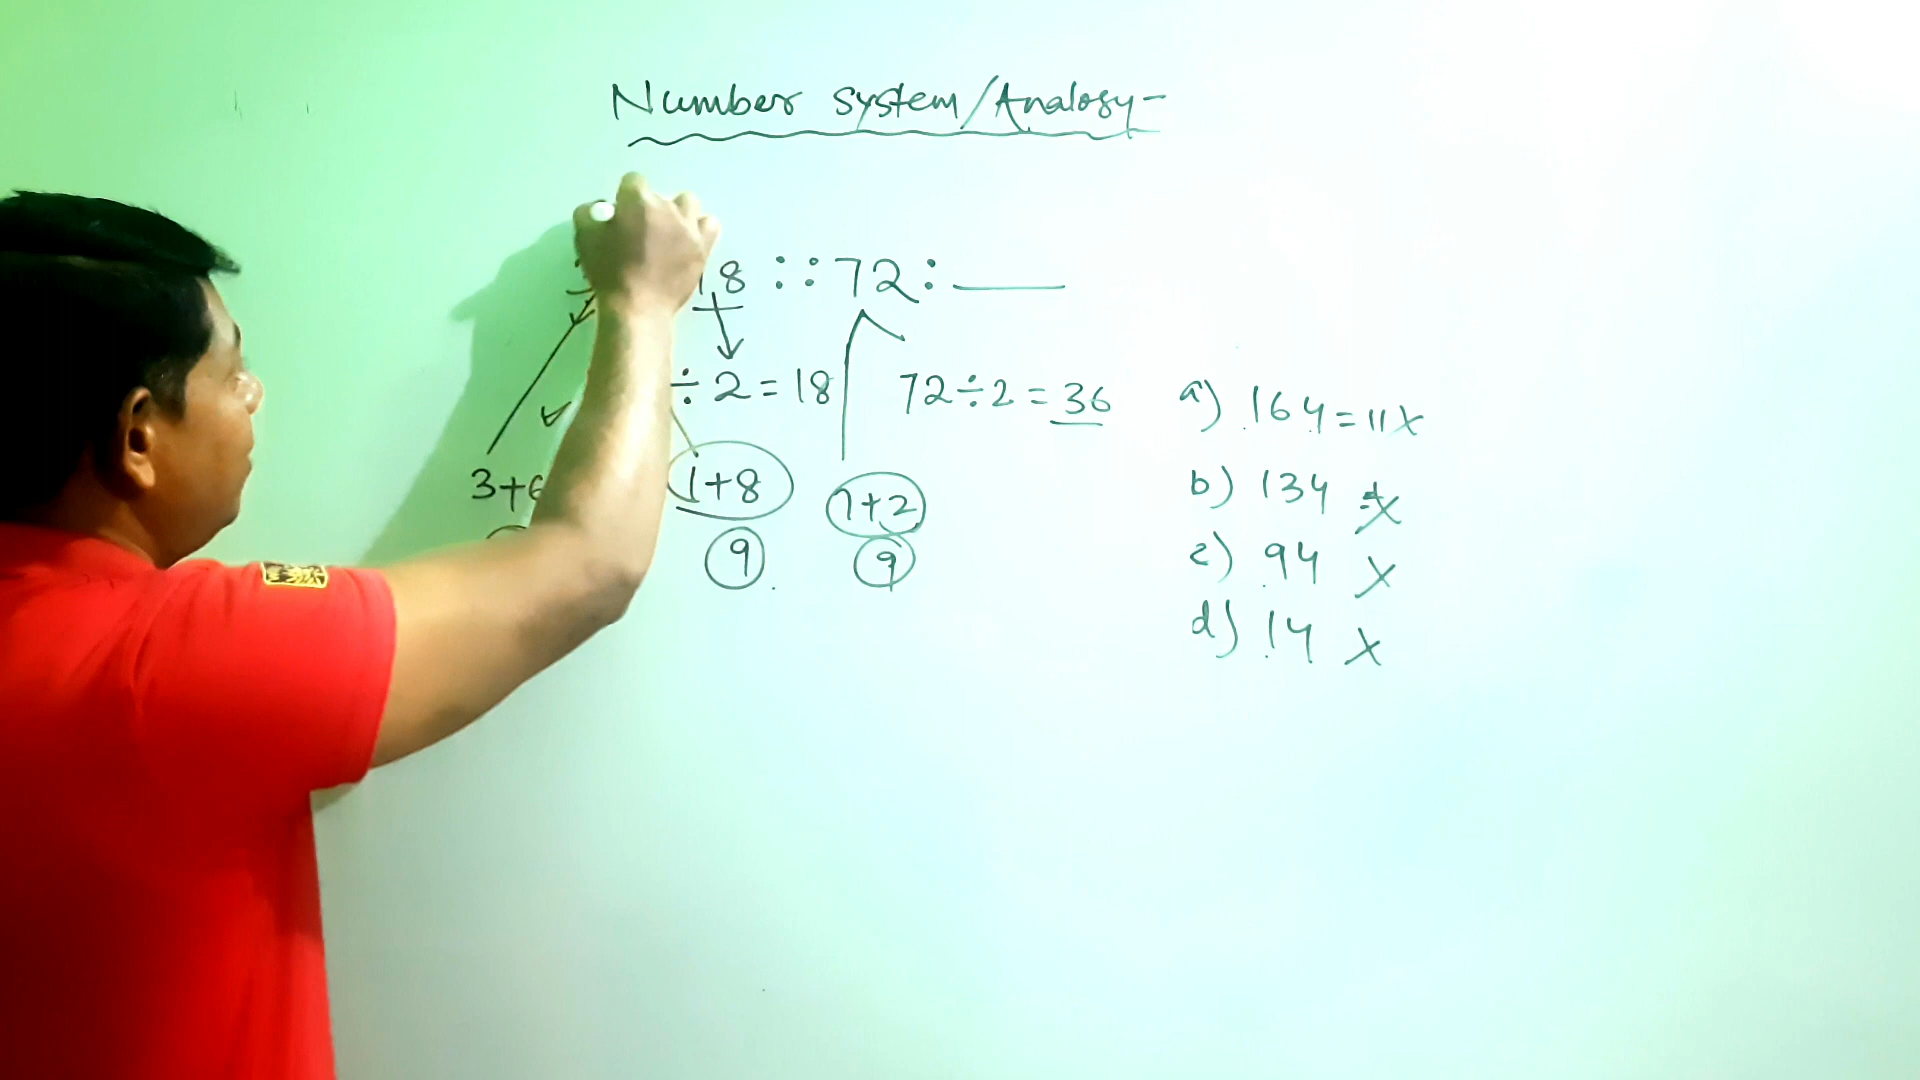 Number system/Analogy-
18 :: 72 : ____
÷ 2 = 18
72÷2 = 36
3+6
1+8
7+2
9
9
a) 164 = 11 X
b) 134 X
c) 94 X
d) 14 X